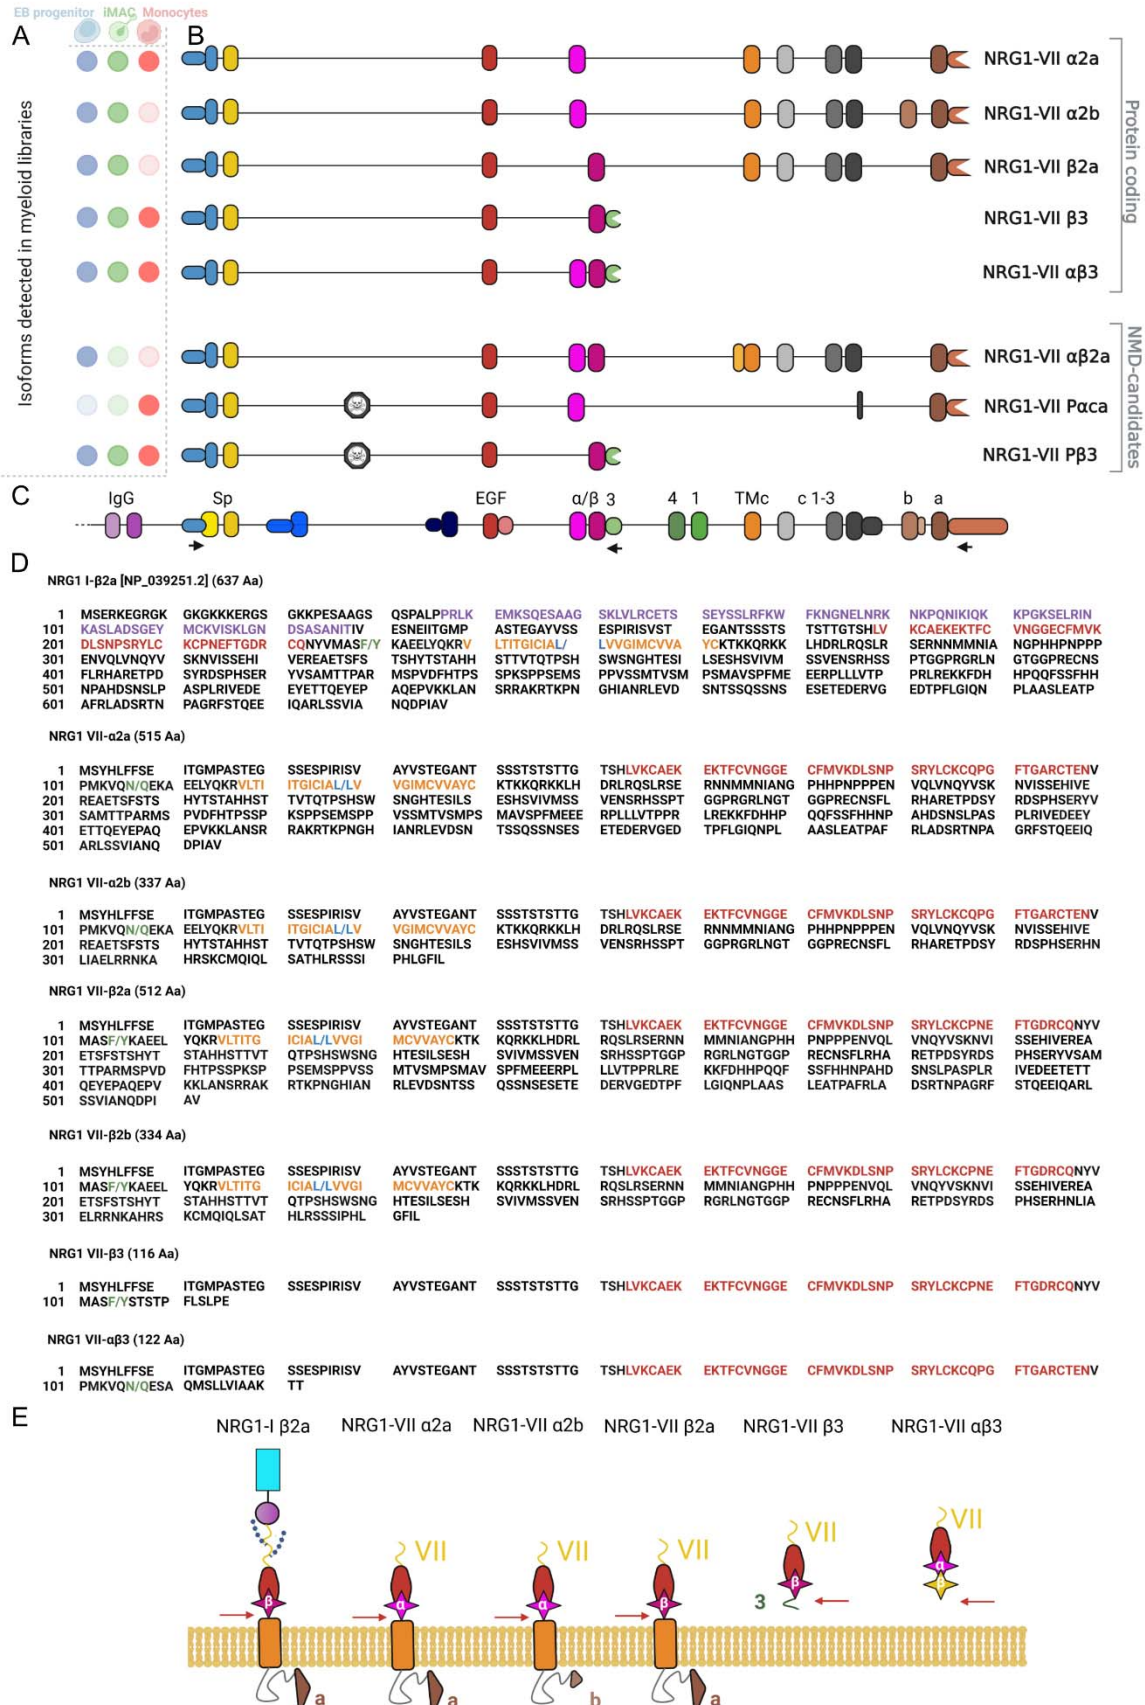 EB progenitor iMAC Monocytes
A
B
Isoforms detected in myeloid libraries
NRG1-VII α2a
NRG1-VII α2b
NRG1-VII β2a
NRG1-VII β3
NRG1-VII αβ3
Protein coding
NRG1-VII αβ2a
NRG1-VII Pαca
NRG1-VII Pβ3
NMD-candidates
C
IgG Sp EGF α/β 3 4 1 TMc c 1-3 b a
D
NRG1 I-β2a [NP_039251.2] (637 Aa)
1 MSERKEGRGK GKGKKKERGS GKKPESAAGS QSPALPPRLK EMKSQESAAG SKLVLRCETS SEYSSLRFKW FKNGNELNRK NKPQNIKIQK KPGKSELRIN
101 KASLADSGEY MCKVISKLGN DSASANITIV ESNEIITGMP ASTEGAYVSS ESPIRISVST EGANTSSSTS TSTTGTSHLV KCAEKEKTFC VNGGECFMVK
201 DLSNPSRYLC KCPNEFTGDR CQNYVMASF/Y KAEELYQKRV LTITGICIAL/ LVVGIMCVVA YCKTKKQRKK LHDRLRQSLR SERNNMMNIA NGPHHPNPPP
301 ENVQLVNQYV SKNVISSEHI VEREAETSFS TSHYTSTAHH STTVTQTPSH SWSNGHTESI LSESHSVIVM SSVENSRHSS PTGGPRGRLN GTGGPRECNS
401 FLRHARETPD SYRDSPHSER YVSAMTTPAR MSPVDFHTPS SPKSPPSEMS PPVSSMTVSM PSMAVSPFME EERPLLLVTP PRLREKKFDH HPQQFSSFHH
501 NPAHDSNSLP ASPLRIVEDE EYETTQEYEP AQEPVKKLAN SRRAKRTKPN GHIANRLEVD SNTSSQSSNS ESETEDERVG EDTPFLGIQN PLAASLEATP
601 AFRLADSRTN PAGRFSTQEE IQARLSSVIA NQDPIAV
NRG1 VII-α2a (515 Aa)
1 MSYHLFFSE ITGMPASTEG SSESPIRISV AYVSTEGANT SSSTSTSTTG TSHLVKCAEK EKTFCVNGGE CFMVKDLSNP SRYLCKCQPG FTGARCTENV
101 PMKVQN/QEKA EELYQKRVLTI ITGICIAL/LV VGIMCVVAYC KTKKQRKKLH DRLRQSLRSE RNNMMNIANG PHHPNPPPEN VQLVNQYVSK NVISSEHIVE
201 REAETSFSTS HYTSTAHHST TVTQTPSHSW SNGHTESILS ESHSVIVMSS VENSRHSSPT GGPRGRLNGT GGPRECNSFL RHARETPDSY RDSPHSERYV
301 SAMTTPARMS PVDFHTPSSP KSPPSEMSPP VSSMTVSMPS MAVSPFMEEE RPLLLVTPPR LREKKFDHHP QQFSSFHHNP AHDSNSLPAS PLRIVEDEEY
401 ETTQEYEPAQ EPVKKLANSR RAKRTKPNGH IANRLEVDSN TSSQSSNSES ETEDERVGED TPFLGIQNPL AASLEATPAF RLADSRTNPA GRFSTQEEIQ
501 ARLSSVIANQ DPIAV
NRG1 VII-α2b (337 Aa)
1 MSYHLFFSE ITGMPASTEG SSESPIRISV AYVSTEGANT SSSTSTSTTG TSHLVKCAEK EKTFCVNGGE CFMVKDLSNP SRYLCKCQPG FTGARCTENV
101 PMKVQN/QEKA EELYQKRVLTI ITGICIAL/LV VGIMCVVAYC KTKKQRKKLH DRLRQSLRSE RNNMMNIANG PHHPNPPPEN VQLVNQYVSK NVISSEHIVE
201 REAETSFSTS HYTSTAHHST TVTQTPSHSW SNGHTESILS ESHSVIVMSS VENSRHSSPT GGPRGRLNGT GGPRECNSFL RHARETPDSY RDSPHSERHN
301 LIAELRRNKA HRSKCMQIQL SATHLRSSSI PHLGFIL
NRG1 VII-β2a (512 Aa)
1 MSYHLFFSE ITGMPASTEG SSESPIRISV AYVSTEGANT SSSTSTSTTG TSHLVKCAEK EKTFCVNGGE CFMVKDLSNP SRYLCKCPNE FTGDRCQNYV
101 MASF/YKAEEL YQKRVLTITG ICIAL/LVVGI MCVVAYCKTK KQRKKLHDRL RQSLRSERNN MMNIANGPHH PNPPPENVQL VNQYVSKNVI SSEHIVEREA
201 ETSFSTSHYT STAHHSTTVT QTPSHSWSNG HTESILSESH SVIVMSSVEN SRHSSPTGGP RGRLNGTGGP RECNSFLRHA RETPDSYRDS PHSERYVSAM
301 TTPARMSPVD FHTPSSPKSP PSEMSPPVSS MTVSMPSMAV SPFMEEERPL LLVTPPRLRE KKFDHHPQQF SSFHHNPAHD SNSLPASPLR IVEDEETETT
401 QEYEPAQEPV KKLANSRRAK RTKPNGHIAN RLEVDSNTSS QSSNSESETE DERVGEDTPF LGIQNPLAAS LEATPAFRLA DSRTNPAGRF STQEEIQARL
501 SSVIANQDPI AV
NRG1 VII-β2b (334 Aa)
1 MSYHLFFSE ITGMPASTEG SSESPIRISV AYVSTEGANT SSSTSTSTTG TSHLVKCAEK EKTFCVNGGE CFMVKDLSNP SRYLCKCPNE FTGDRCQNYV
101 MASF/YKAEEL YQKRVLTITG ICIAL/LVVGI MCVVAYCKTK KQRKKLHDRL RQSLRSERNN MMNIANGPHH PNPPPENVQL VNQYVSKNVI SSEHIVEREA
201 ETSFSTSHYT STAHHSTTVT QTPSHSWSNG HTESILSESH SVIVMSSVEN SRHSSPTGGP RGRLNGTGGP RECNSFLRHA RETPDSYRDS PHSERHNLIA
301 ELRRNKAHRS KCMQIQLSAT HLRSSSIPHL GFIL
NRG1 VII-β3 (116 Aa)
1 MSYHLFFSE ITGMPASTEG SSESPIRISV AYVSTEGANT SSSTSTSTTG TSHLVKCAEK EKTFCVNGGE CFMVKDLSNP SRYLCKCPNE FTGDRCQNYV
101 MASF/YSTSTP FLSLPE
NRG1 VII-αβ3 (122 Aa)
1 MSYHLFFSE ITGMPASTEG SSESPIRISV AYVSTEGANT SSSTSTSTTG TSHLVKCAEK EKTFCVNGGE CFMVKDLSNP SRYLCKCQPG FTGARCTENV
101 PMKVQN/QESA QMSLLVIAAK TT
E
NRG1-I β2a NRG1-VII α2a NRG1-VII α2b NRG1-VII β2a NRG1-VII β3 NRG1-VII αβ3
VII VII VII VII VII
β α α β β α β
3
a a b a